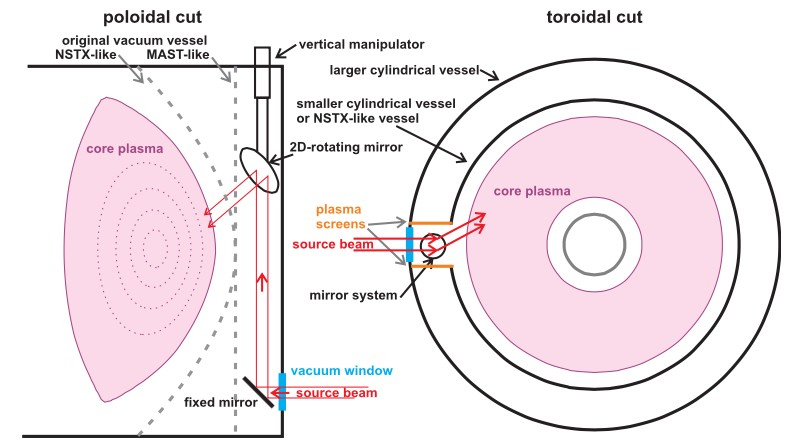 poloidal cut
original vacuum vessel
NSTX-like MAST-like
vertical manipulator
core plasma
2D-rotating mirror
vacuum window
source beam
fixed mirror
toroidal cut
larger cylindrical vessel
smaller cylindrical vessel
or NSTX-like vessel
core plasma
plasma
screens
source beam
mirror system